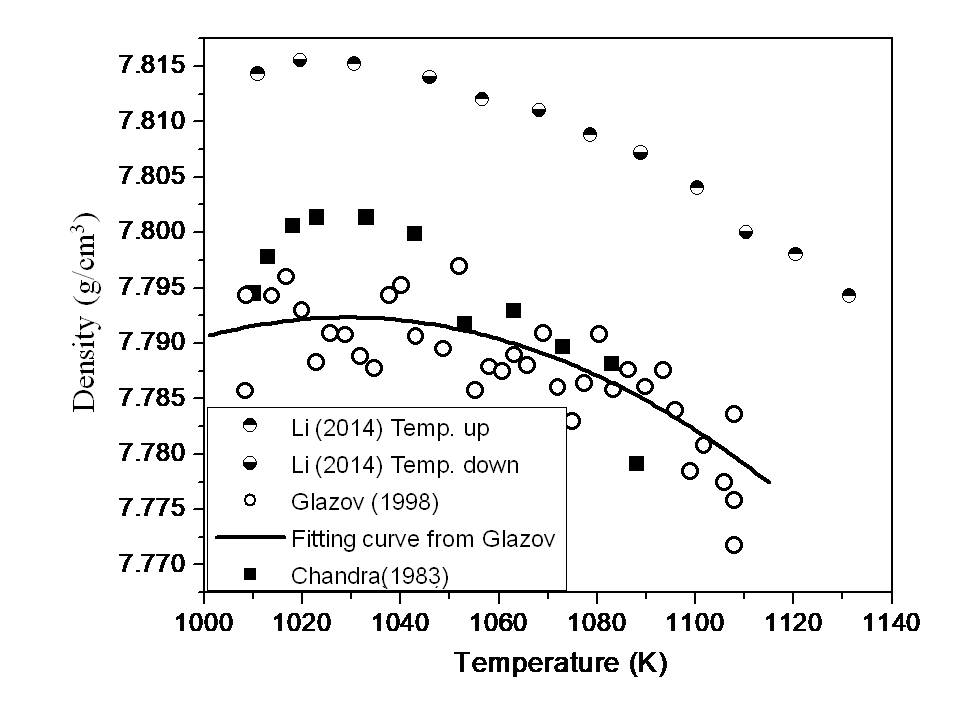 7.815
7.810
7.805
7.800
7.795
7.790
7.785
7.780
7.775
7.770
Density (g/cm³)
Li (2014) Temp. up
Li (2014) Temp. down
Glazov (1998)
Fitting curve from Glazov
Chandra(1983)
1000 1020 1040 1060 1080 1100 1120 1140
Temperature (K)